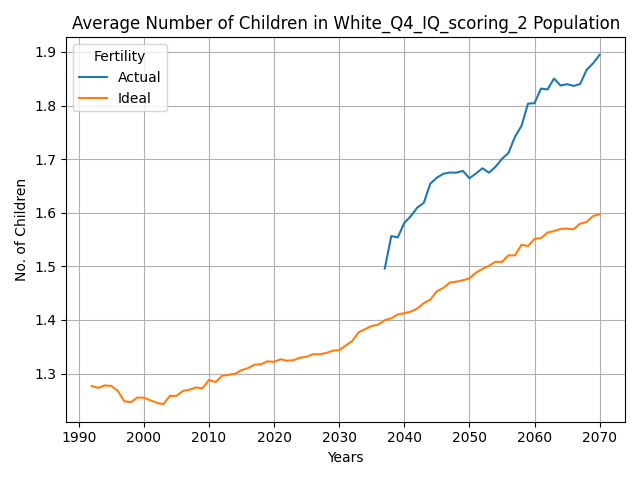 Average Number of Children in White_Q4_IQ_scoring_2 Population
Fertility
Actual
Ideal
No. of Children
1.9
1.8
1.7
1.6
1.5
1.4
1.3
1990 2000 2010 2020 2030 2040 2050 2060 2070
Years